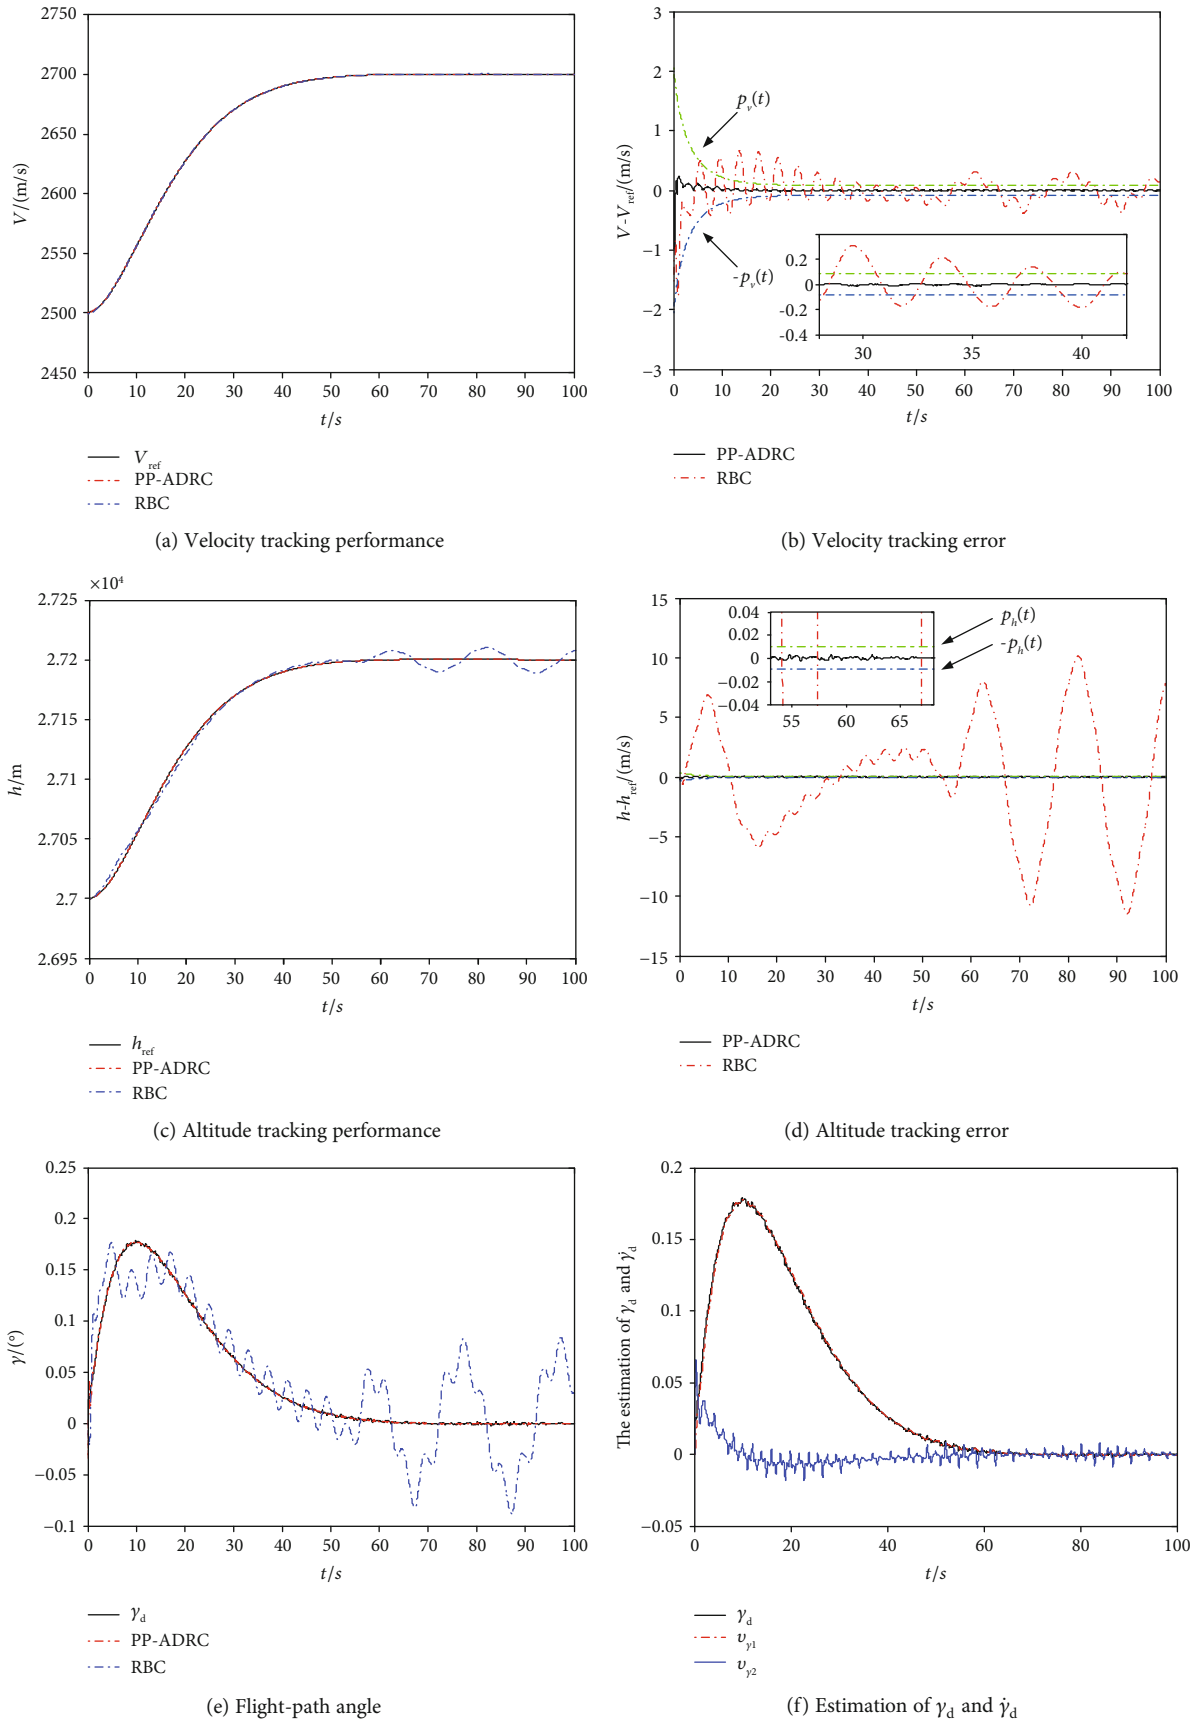 2750
2700
2650
2600
2550
2500
2450
V/(m/s)
0 10 20 30 40 50 60 70 80 90 100
t/s
V_ref
PP-ADRC
RBC
(a) Velocity tracking performance
3
2
1
0
−1
−2
−3
V-V_ref/(m/s)
p_v(t)
-p_v(t)
0.2
0
-0.2
-0.4
30 35 40
0 10 20 30 40 50 60 70 80 90 100
t/s
PP-ADRC
RBC
(b) Velocity tracking error
×10⁴
2.725
2.720
2.715
2.71
2.705
2.7
2.695
h/m
0 10 20 30 40 50 60 70 80 90 100
t/s
h_ref
PP-ADRC
RBC
(c) Altitude tracking performance
15
10
5
0
−5
−10
−15
h-h_ref/(m/s)
0.04
0.04
0
−0.02
−0.04
55 60 65
p_h(t)
-p_h(t)
0 10 20 30 40 50 60 70 80 90 100
t/s
PP-ADRC
RBC
(d) Altitude tracking error
0.25
0.2
0.15
0.1
0.05
0
−0.05
−0.1
γ/(°)
0 10 20 30 40 50 60 70 80 90 100
t/s
γ_d
PP-ADRC
RBC
(e) Flight-path angle
0.2
0.15
0.1
0.05
0
−0.05
The estimation of γ_d and γ̇_d
0 20 40 60 80 100
t/s
γ_d
υ_γ1
υ_γ2
(f) Estimation of γ_d and γ̇_d